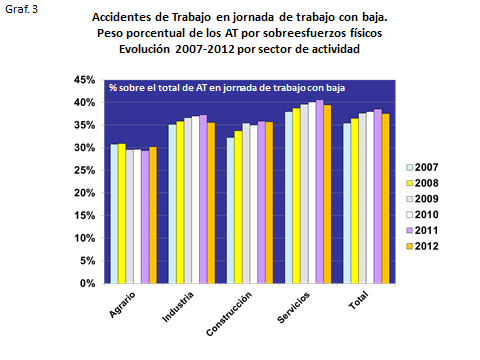 Graf. 3
Accidentes de Trabajo en jornada de trabajo con baja.
Peso porcentual de los AT por sobreesfuerzos físicos
Evolución 2007-2012 por sector de actividad
% sobre el total de AT en jornada de trabajo con baja
45%
40%
35%
30%
25%
20%
15%
10%
5%
0%
Agrario
Industria
Construcción
Servicios
Total
2007
2008
2009
2010
2011
2012